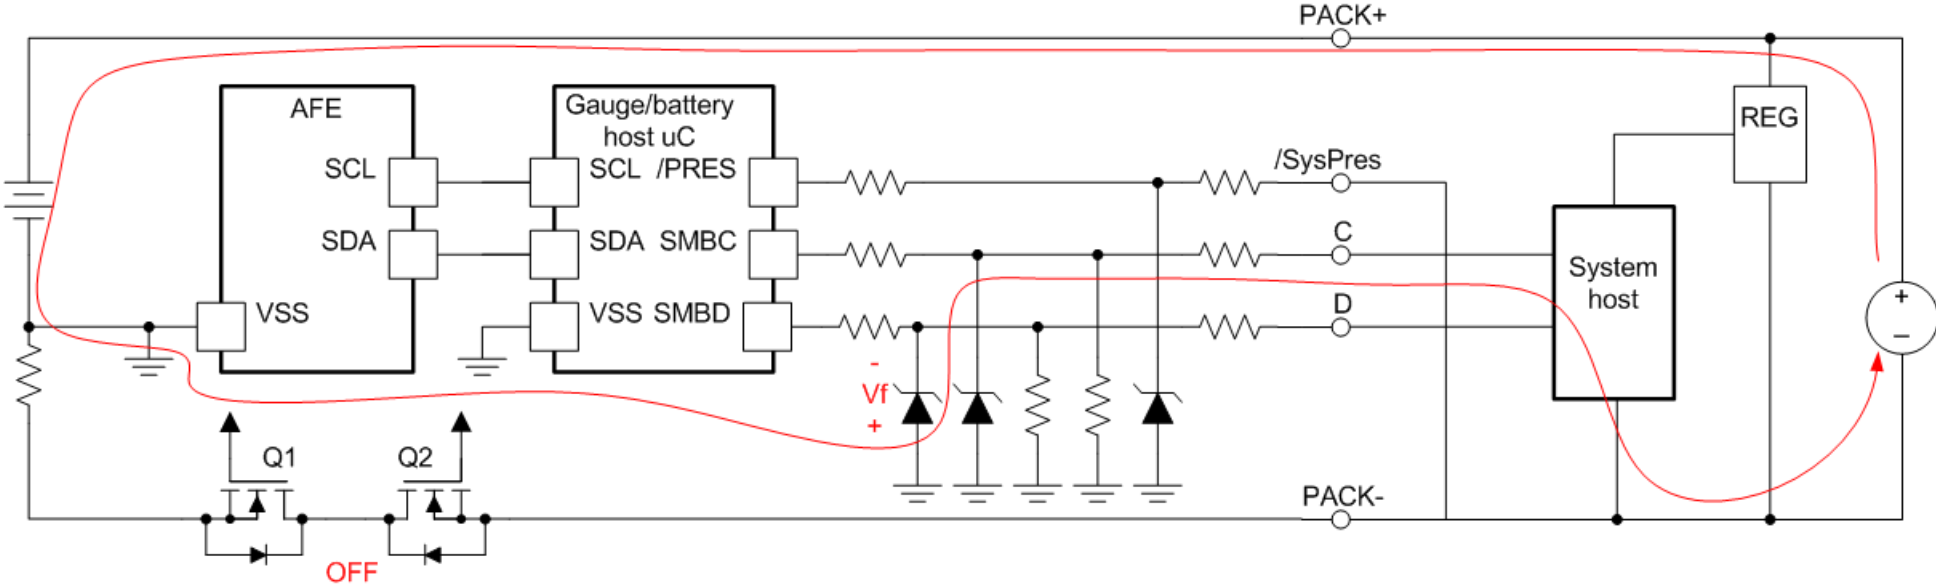 PACK+
AFE
Gauge/battery
host uC
REG
SCL
SCL /PRES
/SysPres
SDA
SDA SMBC
C
System
host
VSS
VSS SMBD
D
+
–
-
Vf
+
Q1
Q2
PACK-
OFF